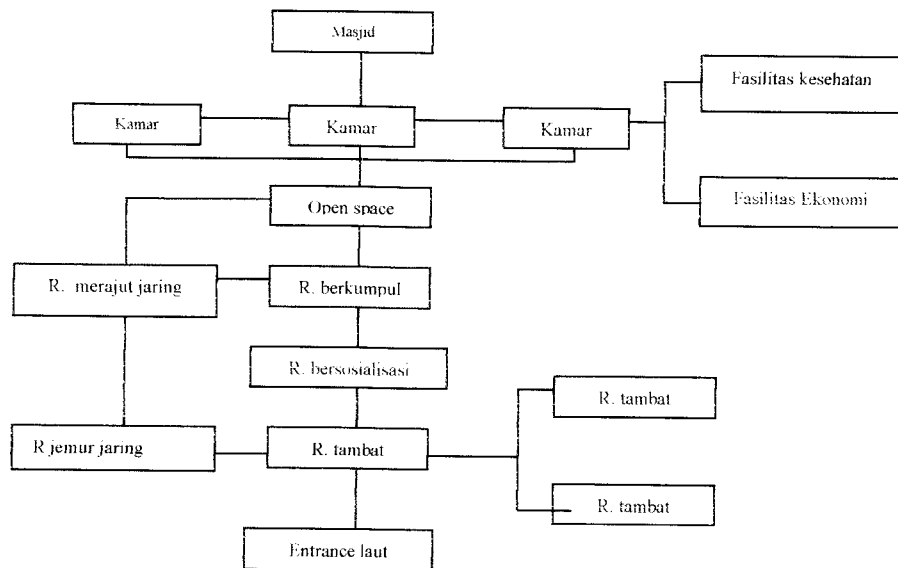 Masjid
Fasilitas kesehatan
Kamar
Kamar
Kamar
Fasilitas Ekonomi
Open space
R. merajut jaring
R. berkumpul
R. bersosialisasi
R. tambat
R jemur jaring
R. tambat
R. tambat
Entrance laut